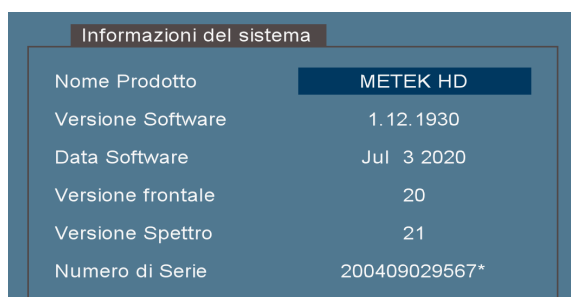 Informazioni del sistema
Nome Prodotto METEK HD
Versione Software 1.12.1930
Data Software Jul 3 2020
Versione frontale 20
Versione Spettro 21
Numero di Serie 200409029567*